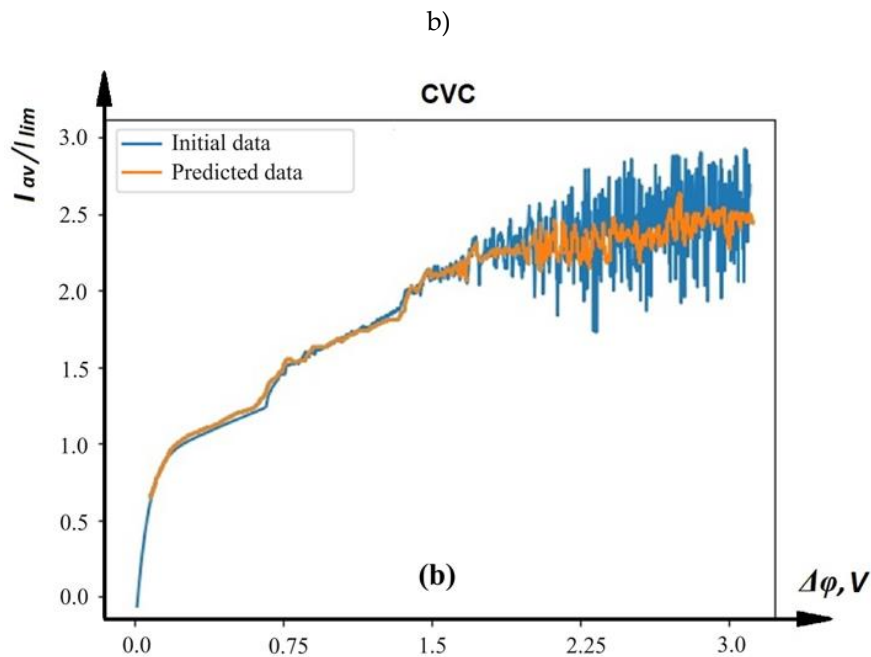 b)
CVC
I av/I lim
3.0
Initial data
Predicted data
2.5
2.0
1.5
1.0
0.5
0.0
(b)
Δφ, V
0.0 0.75 1.5 2.25 3.0